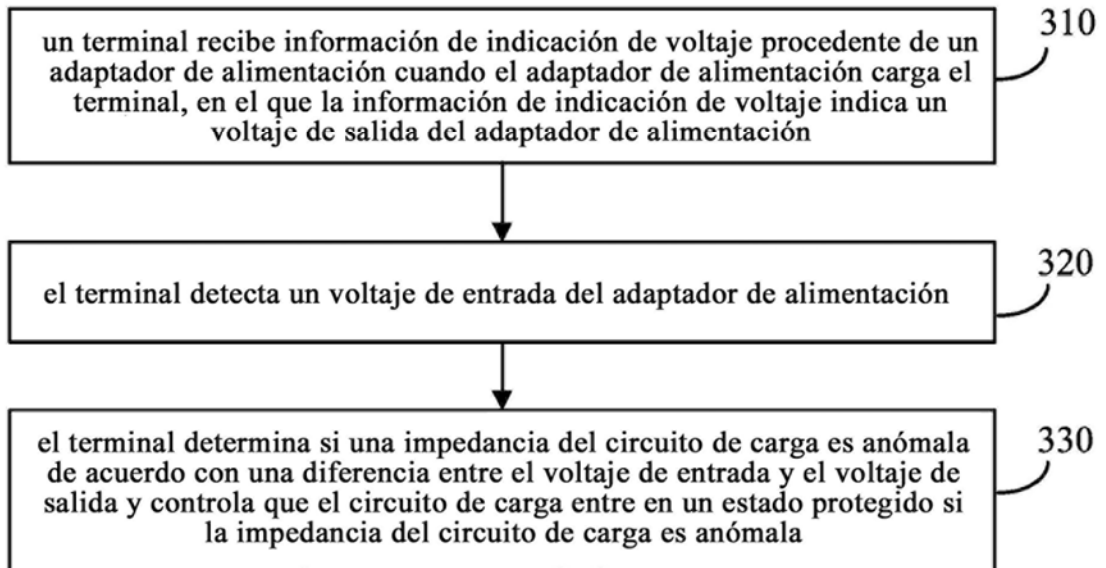 310
un terminal recibe información de indicación de voltaje procedente de un
adaptador de alimentación cuando el adaptador de alimentación carga el
terminal, en el que la información de indicación de voltaje indica un
voltaje de salida del adaptador de alimentación
320
el terminal detecta un voltaje de entrada del adaptador de alimentación
330
el terminal determina si una impedancia del circuito de carga es anómala
de acuerdo con una diferencia entre el voltaje de entrada y el voltaje de
salida y controla que el circuito de carga entre en un estado protegido si
la impedancia del circuito de carga es anómala